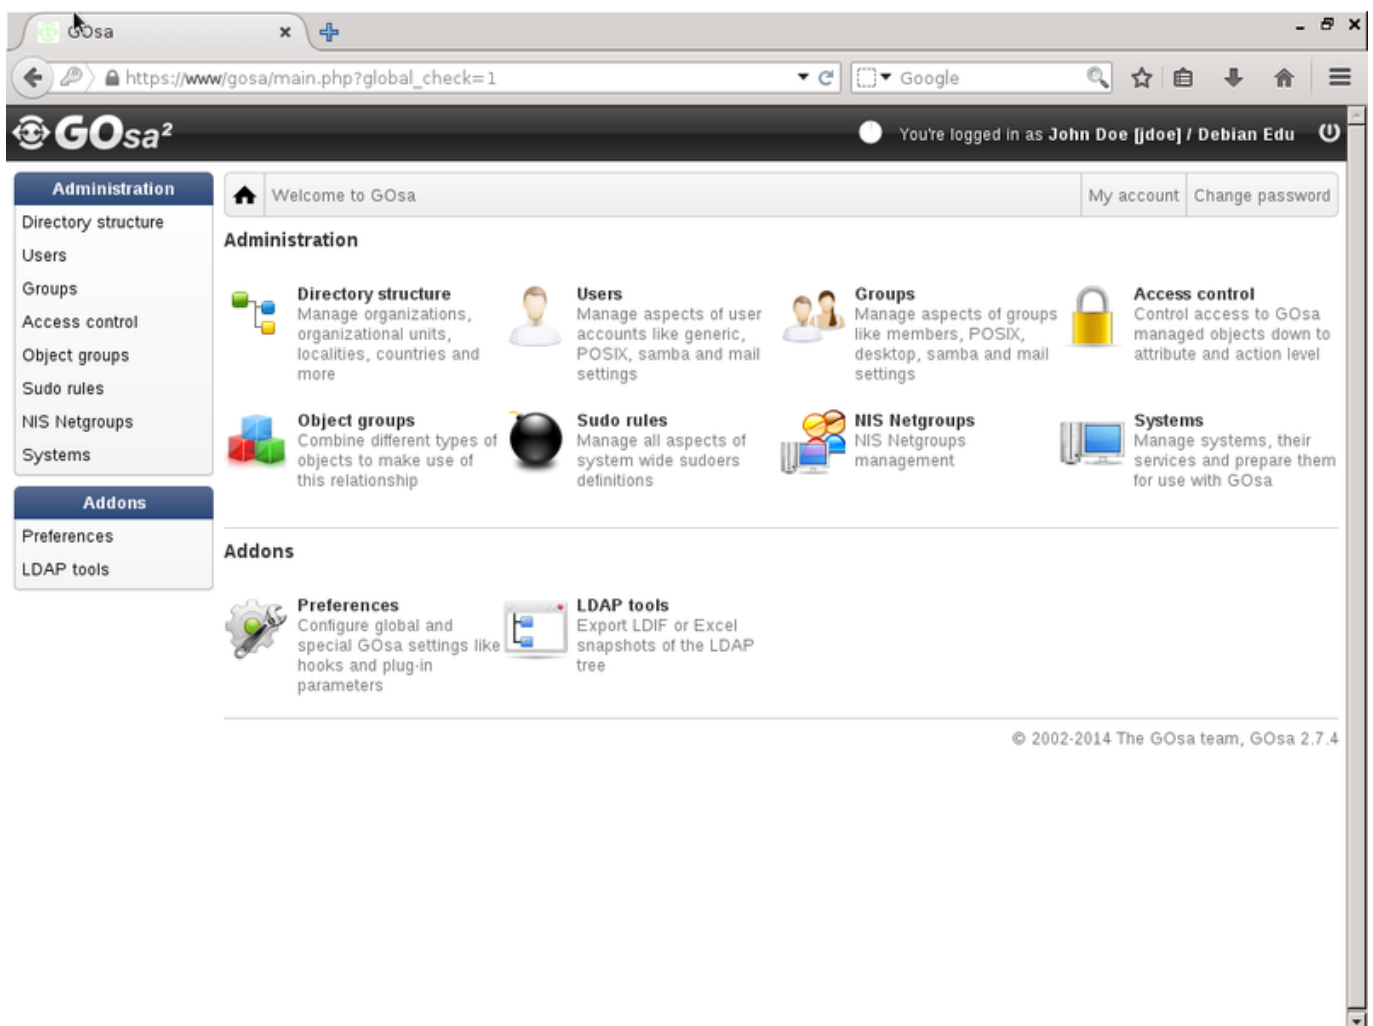 GOsa
https://www/gosa/main.php?global_check=1
Google
GOsa²
You're logged in as John Doe [jdoe] / Debian Edu
Administration
Directory structure
Users
Groups
Access control
Object groups
Sudo rules
NIS Netgroups
Systems
Addons
Preferences
LDAP tools
Welcome to GOsa
My account
Change password
Administration
Directory structure
Manage organizations,
organizational units,
localities, countries and
more
Users
Manage aspects of user
accounts like generic,
POSIX, samba and mail
settings
Groups
Manage aspects of groups
like members, POSIX,
desktop, samba and mail
settings
Access control
Control access to GOsa
managed objects down to
attribute and action level
Object groups
Combine different types of
objects to make use of
this relationship
Sudo rules
Manage all aspects of
system wide sudoers
definitions
NIS Netgroups
NIS Netgroups
management
Systems
Manage systems, their
services and prepare them
for use with GOsa
Addons
Preferences
Configure global and
special GOsa settings like
hooks and plug-in
parameters
LDAP tools
Export LDIF or Excel
snapshots of the LDAP
tree
© 2002-2014 The GOsa team, GOsa 2.7.4